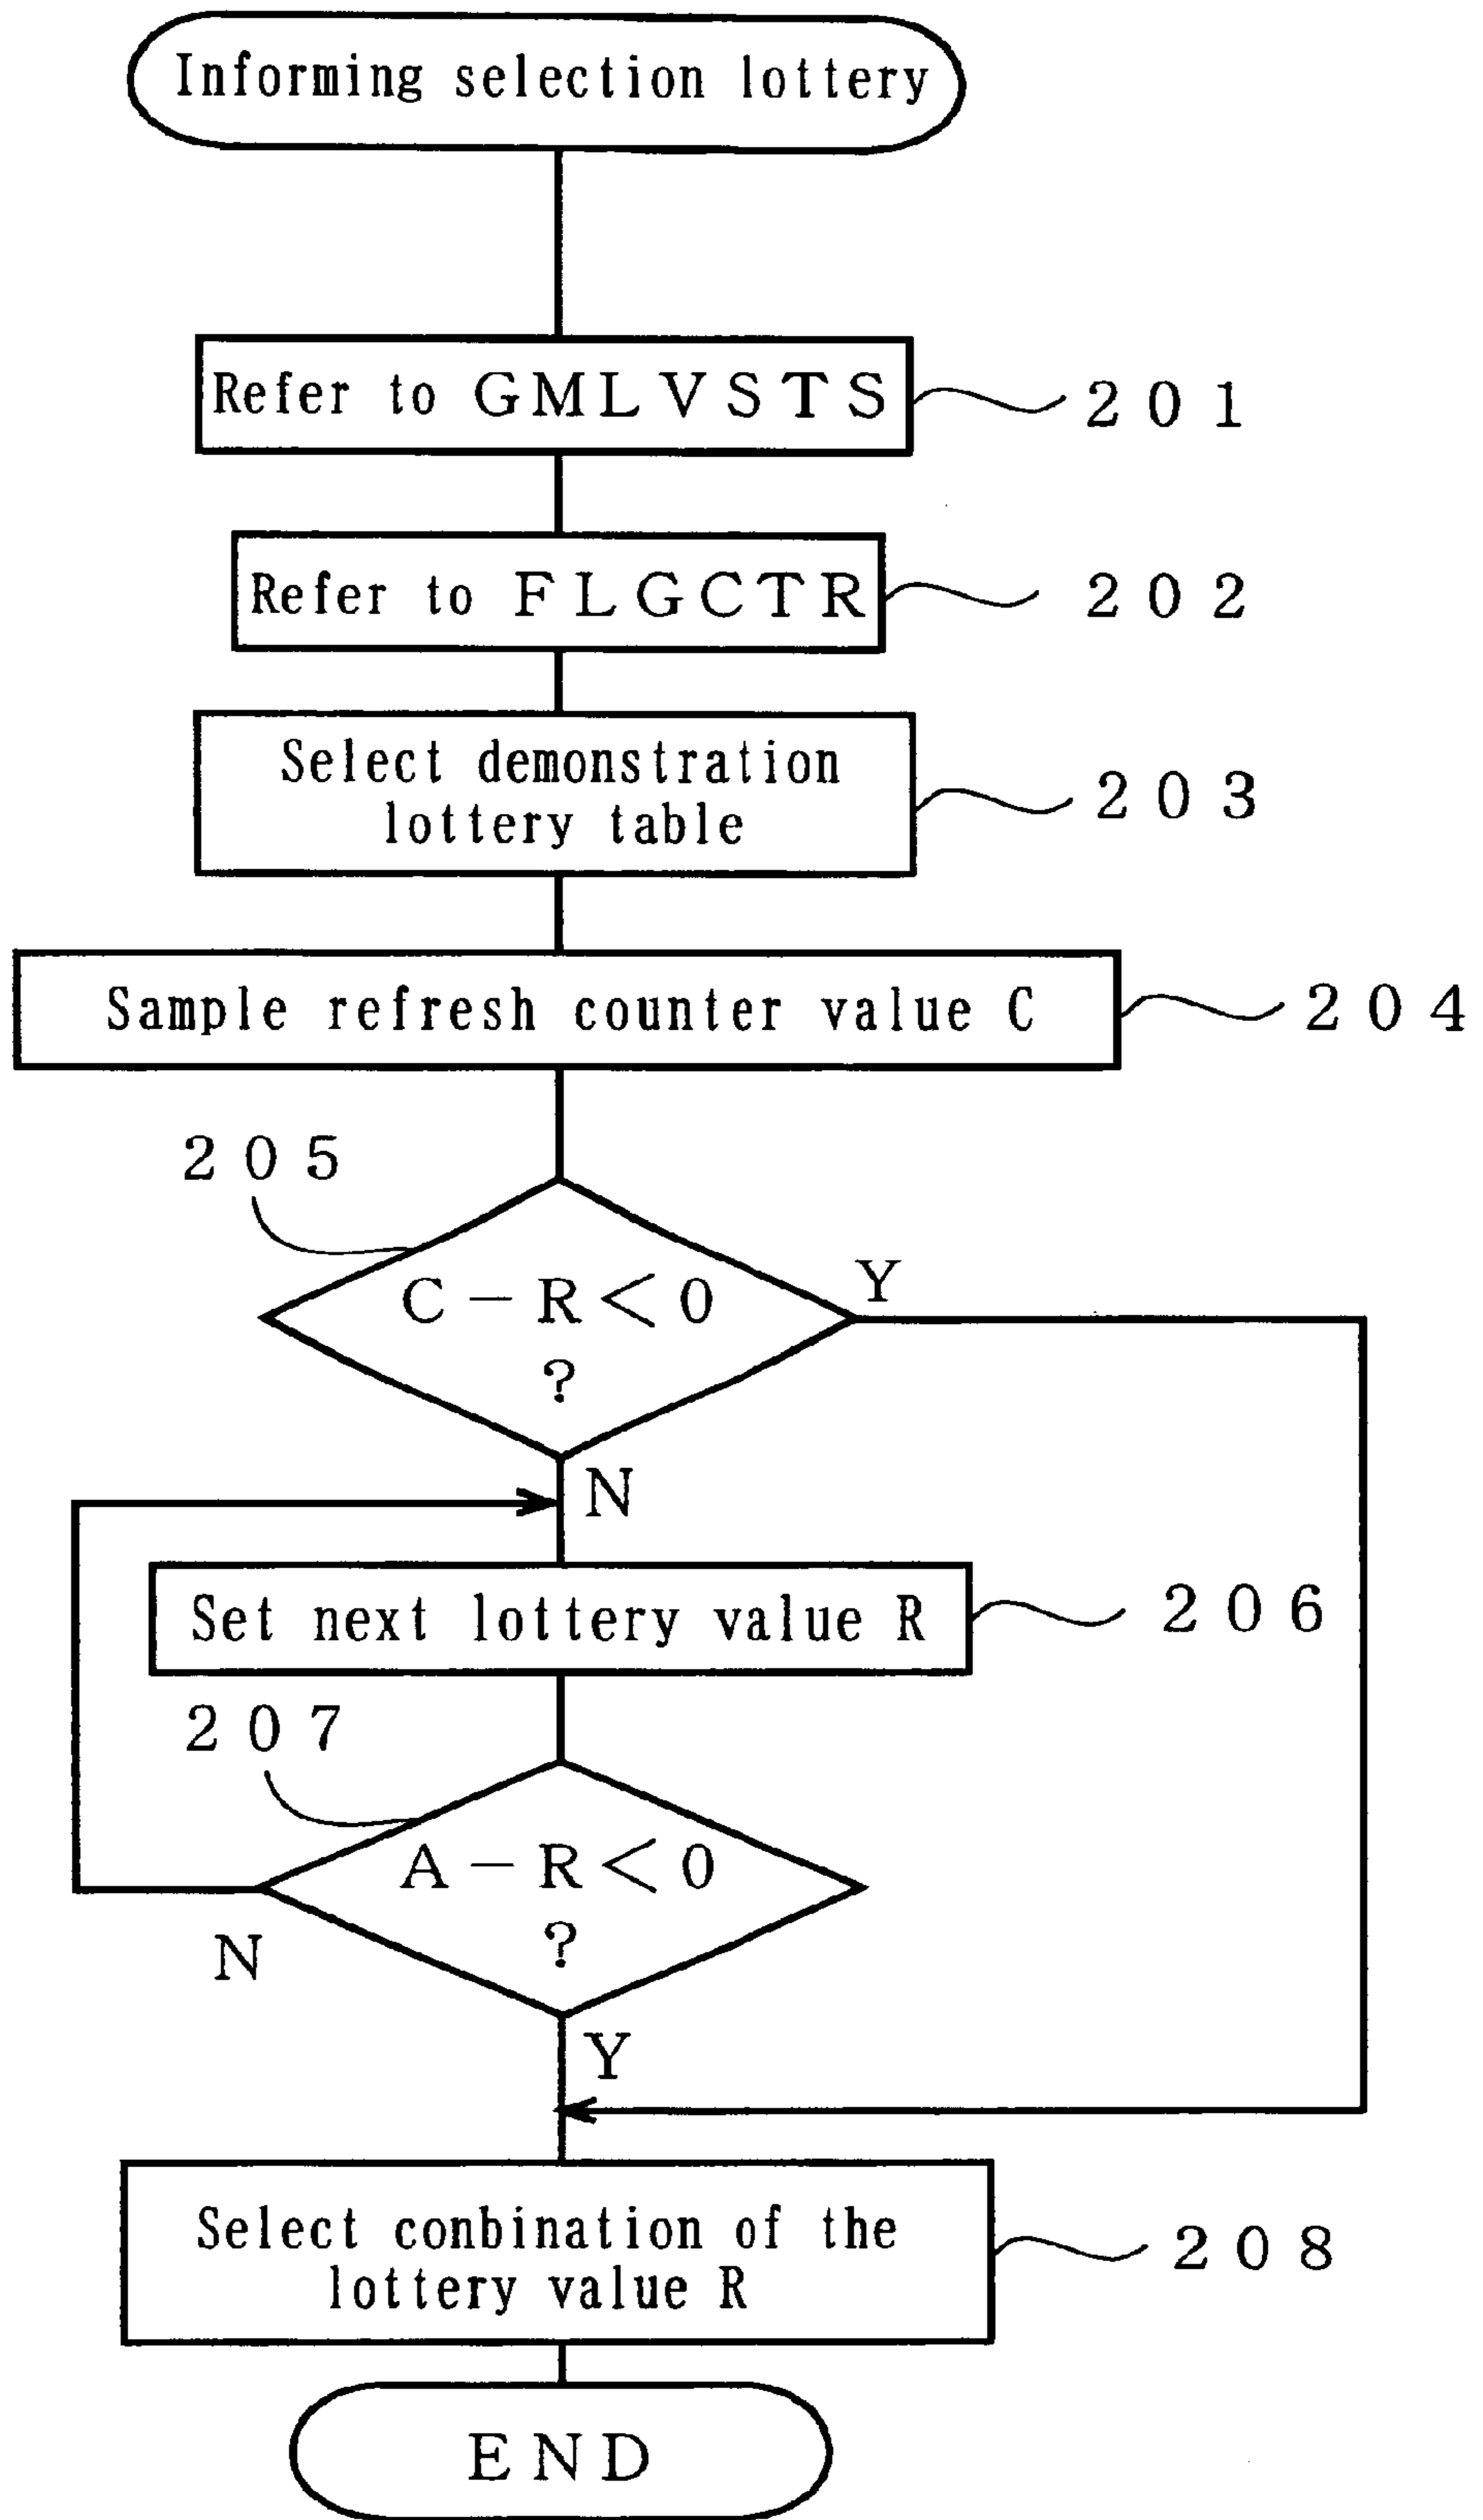 Informing selection lottery
Refer to GMLVSTS
201
Refer to FLGCTR
202
Select demonstration
lottery table
203
Sample refresh counter value C
204
205
C－R＜0
?
Y
N
Set next lottery value R
206
207
A－R＜0
?
N
Y
Select conbination of the
lottery value R
208
END